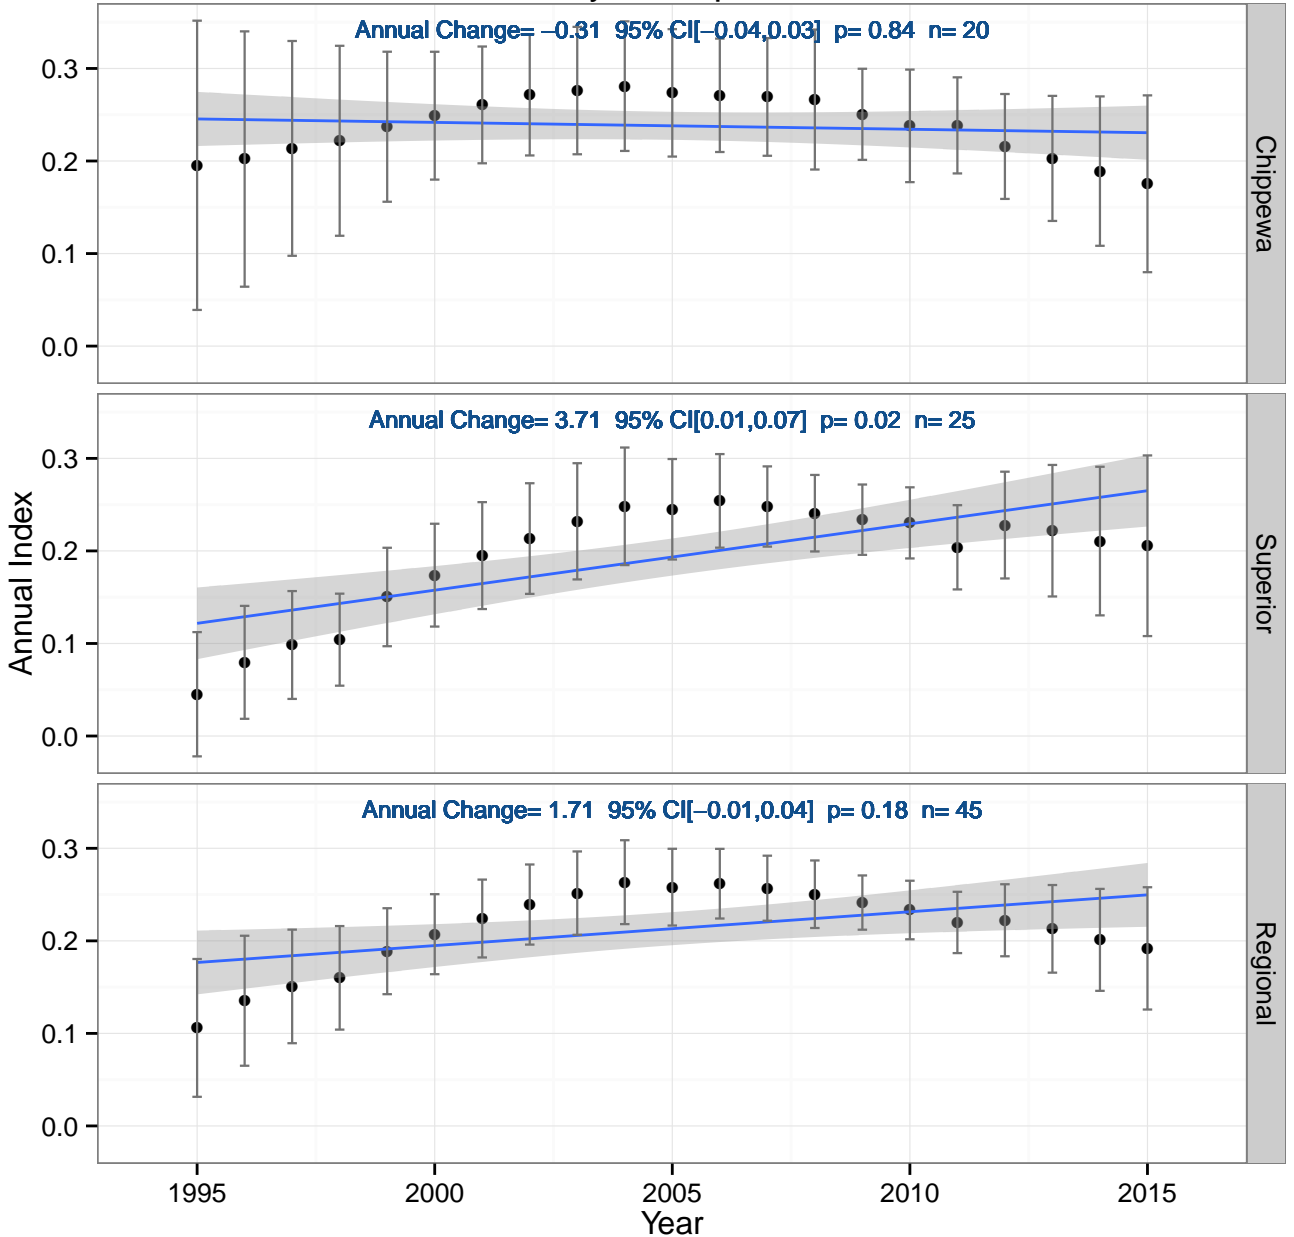 Annual Change= −0.31 95% CI[−0.04,0.03] p= 0.84 n= 20
0.3
0.2
0.1
0.0
Chippewa
Annual Change= 3.71 95% CI[0.01,0.07] p= 0.02 n= 25
0.3
0.2
0.1
0.0
Superior
Annual Index
Annual Change= 1.71 95% CI[−0.01,0.04] p= 0.18 n= 45
0.3
0.2
0.1
0.0
Regional
1995 2000 2005 2010 2015
Year